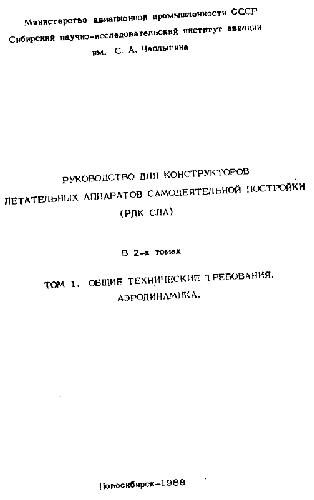 Министерство авиационной промышленности СССР
Сибирский научно-исследовательский институт авиации
им. С. А. Чаплыгина
РУКОВОДСТВО ДЛЯ КОНСТРУКТОРОВ
ЛЕТАТЕЛЬНЫХ АППАРАТОВ САМОДЕЯТЕЛЬНОЙ ПОСТРОЙКИ
(РДК СЛА)
В 2-х томах
ТОМ 1. ОБЩИЕ ТЕХНИЧЕСКИЕ ТРЕБОВАНИЯ.
АЭРОДИНАМИКА.
Новосибирск-1988